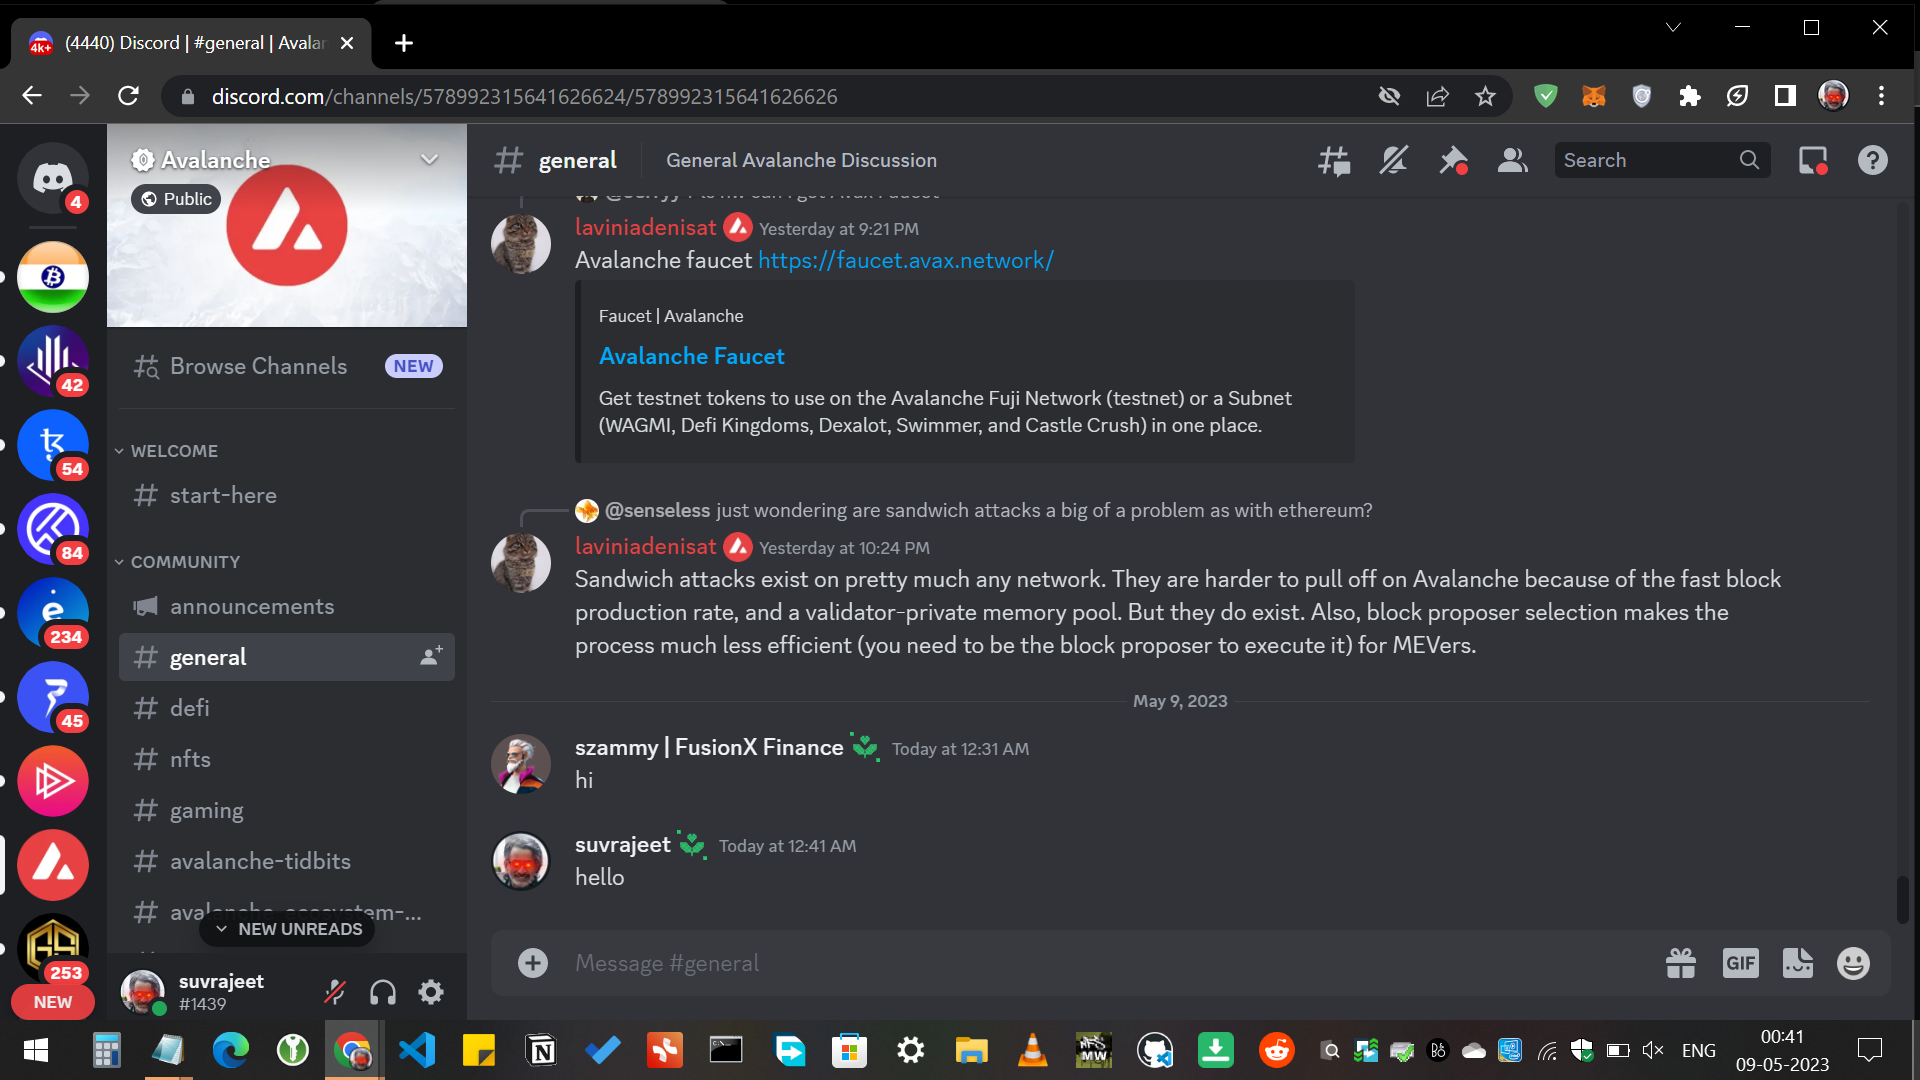 (4440) Discord | #general | Avalan
4k+
discord.com/channels/578992315641626624/578992315641626626
4
42
54
84
234
45
253
NEW
Avalanche
Public
Browse Channels NEW
WELCOME
start-here
COMMUNITY
announcements
general
defi
nfts
gaming
avalanche-tidbits
avalanche-ecosystem-...
NEW UNREADS
suvrajeet
#1439
general General Avalanche Discussion
Search
laviniadenisat Yesterday at 9:21 PM
Avalanche faucet https://faucet.avax.network/
Faucet | Avalanche
Avalanche Faucet
Get testnet tokens to use on the Avalanche Fuji Network (testnet) or a Subnet
(WAGMI, Defi Kingdoms, Dexalot, Swimmer, and Castle Crush) in one place.
@senseless just wondering are sandwich attacks a big of a problem as with ethereum?
laviniadenisat Yesterday at 10:24 PM
Sandwich attacks exist on pretty much any network. They are harder to pull off on Avalanche because of the fast block
production rate, and a validator-private memory pool. But they do exist. Also, block proposer selection makes the
process much less efficient (you need to be the block proposer to execute it) for MEVers.
May 9, 2023
szammy | FusionX Finance Today at 12:31 AM
hi
suvrajeet Today at 12:41 AM
hello
Message #general
GIF
MW
ENG
00:41
09-05-2023